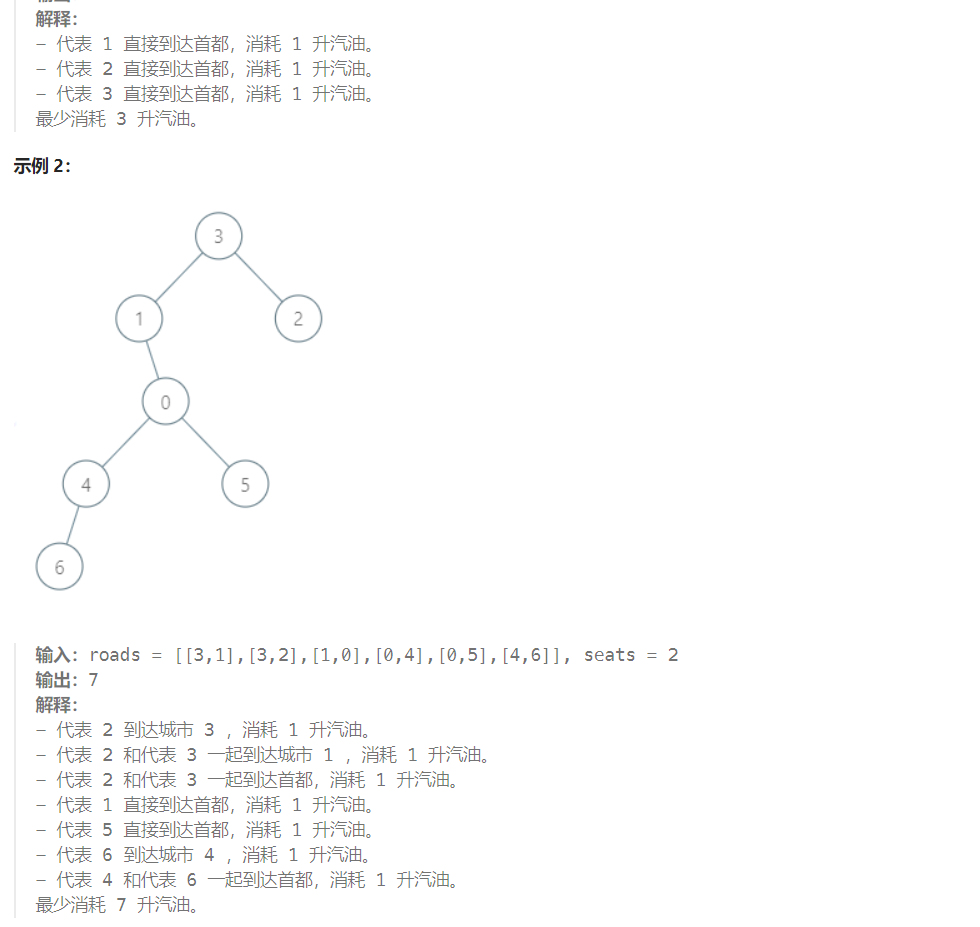 解释：
- 代表 1 直接到达首都，消耗 1 升汽油。
- 代表 2 直接到达首都，消耗 1 升汽油。
- 代表 3 直接到达首都，消耗 1 升汽油。
最少消耗 3 升汽油。
示例 2：
3
1
2
0
4
5
6
输入：roads = [[3,1],[3,2],[1,0],[0,4],[0,5],[4,6]], seats = 2
输出：7
解释：
- 代表 2 到达城市 3 ，消耗 1 升汽油。
- 代表 2 和代表 3 一起到达城市 1 ，消耗 1 升汽油。
- 代表 2 和代表 3 一起到达首都，消耗 1 升汽油。
- 代表 1 直接到达首都，消耗 1 升汽油。
- 代表 5 直接到达首都，消耗 1 升汽油。
- 代表 6 到达城市 4 ，消耗 1 升汽油。
- 代表 4 和代表 6 一起到达首都，消耗 1 升汽油。
最少消耗 7 升汽油。